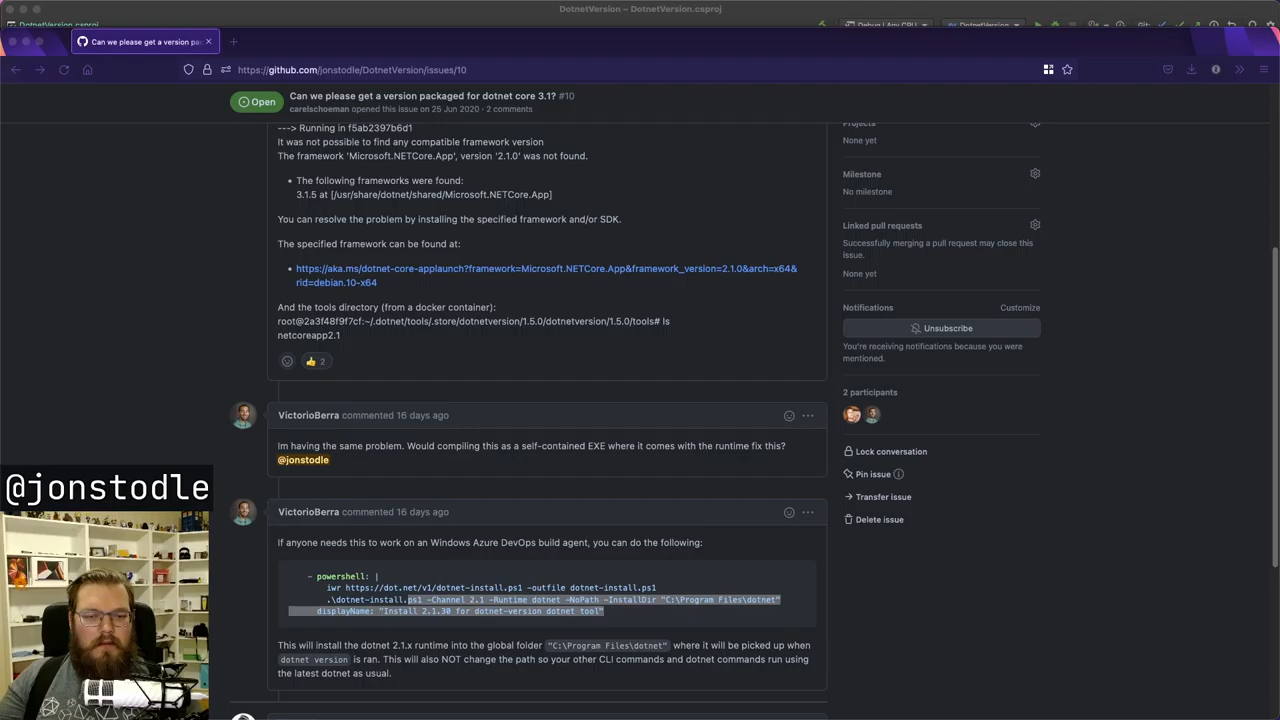 DotnetVersion – DotnetVersion.csproj
DotnetVersion.csproj
Debug | Any CPU
DotnetVersion
Git:
Can we please get a version pa
https://github.com/jonstodle/DotnetVersion/issues/10
Open
Can we please get a version packaged for dotnet core 3.1? #10
carelschoeman opened this issue on 25 Jun 2020 · 2 comments
---> Running in f5ab2397b6d1
It was not possible to find any compatible framework version
The framework 'Microsoft.NETCore.App', version '2.1.0' was not found.
• The following frameworks were found:
3.1.5 at [/usr/share/dotnet/shared/Microsoft.NETCore.App]
You can resolve the problem by installing the specified framework and/or SDK.
The specified framework can be found at:
• https://aka.ms/dotnet-core-applaunch?framework=Microsoft.NETCore.App&framework_version=2.1.0&arch=x64&
rid=debian.10-x64
And the tools directory (from a docker container):
root@2a3f48f9f7cf:~/.dotnet/tools/.store/dotnetversion/1.5.0/dotnetversion/1.5.0/tools# ls
netcoreapp2.1
👍 2
VictorioBerra commented 16 days ago
Im having the same problem. Would compiling this as a self-contained EXE where it comes with the runtime fix this?
@jonstodle
VictorioBerra commented 16 days ago
If anyone needs this to work on an Windows Azure DevOps build agent, you can do the following:
- powershell: |
iwr https://dot.net/v1/dotnet-install.ps1 -outfile dotnet-install.ps1
.\dotnet-install.ps1 -Channel 2.1 -Runtime dotnet -NoPath -InstallDir "C:\Program Files\dotnet"
displayName: "Install 2.1.30 for dotnet-version dotnet tool"
This will install the dotnet 2.1.x runtime into the global folder "C:\Program Files\dotnet" where it will be picked up when
dotnet version is ran. This will also NOT change the path so your other CLI commands and dotnet commands run using
the latest dotnet as usual.
Projects
None yet
Milestone
No milestone
Linked pull requests
Successfully merging a pull request may close this
issue.
None yet
Notifications
Customize
Unsubscribe
You're receiving notifications because you were
mentioned.
2 participants
Lock conversation
Pin issue
Transfer issue
Delete issue
@jonstodle